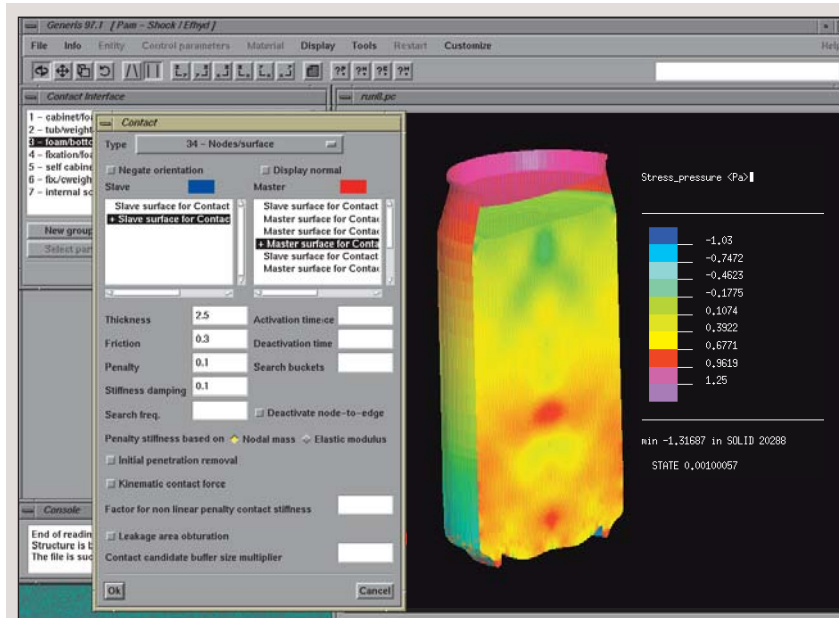 Generis 97.1 [ Pam - Shock / Efhyd ]
File Info Entity Control parameters Material Display Tools Restart Customize Help
?P ?M ?E ?M
Contact Interface
run8.pc
1 - cabinet/foa
2 - tub/weight
3 - foam/botto
4 - fixation/foa
5 - self cabine
6 - fix./cweigh
7 - internal sc
New group
Select par
Contact
Type 34 - Nodes/surface
Negate orientation Display normal
Slave Master
Slave surface for Contact
+ Slave surface for Contac
Slave surface for Contact
Master surface for Contac
Master surface for Contac
+ Master surface for Conta
Slave surface for Contact
Master surface for Contac
Thickness 2.5 Activation time:ce
Friction 0.3 Deactivation time
Penalty 0.1 Search buckets
Stiffness damping 0.1
Search freq. Deactivate node-to-edge
Penalty stiffness based on Nodal mass Elastic modulus
Initial penetration removal
Kinematic contact force
Factor for non linear penalty contact stiffness
Leakage area obturation
Contact candidate buffer size multiplier
Ok Cancel
Console
End of readin
Structure is b
The file is suc
Stress_pressure <Pa>
-1.03
-0.7472
-0.4623
-0.1775
0.1074
0.3922
0.6771
0.9619
1.25
min -1.31687 in SOLID 20288
STATE 0.00100057